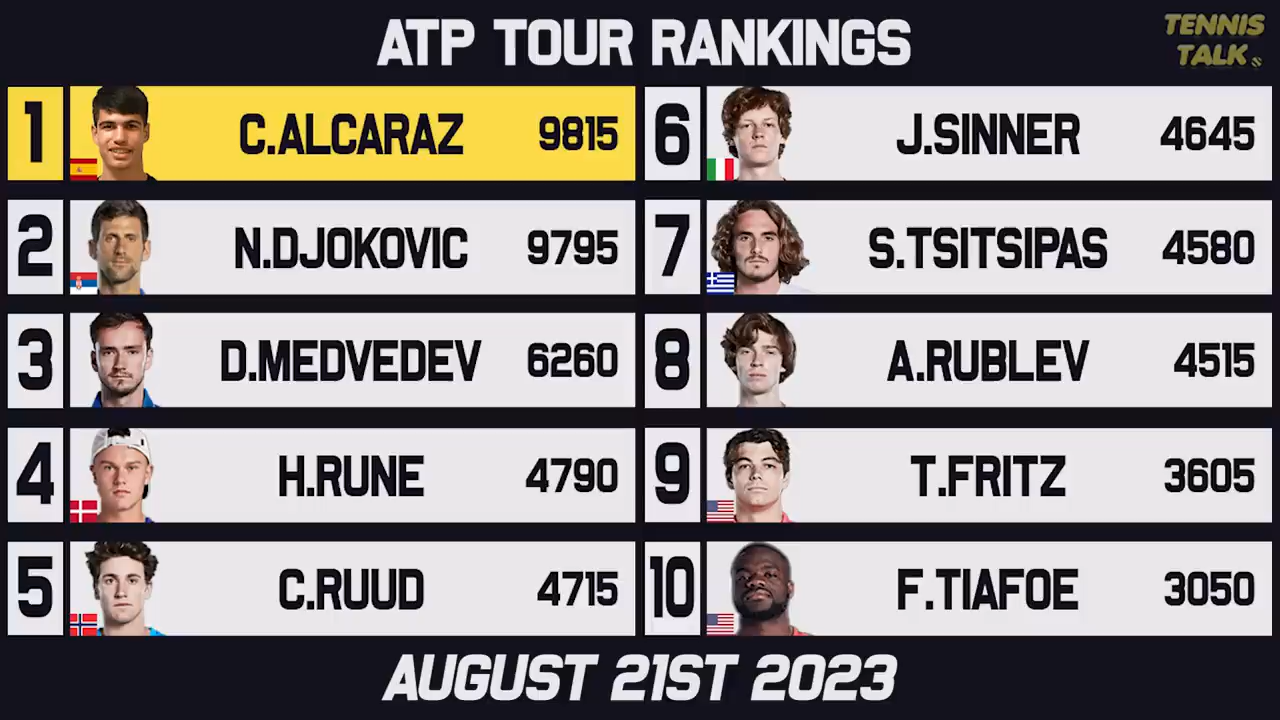 ATP TOUR RANKINGS
TENNIS
TALK
1 C.ALCARAZ 9815
2 N.DJOKOVIC 9795
3 D.MEDVEDEV 6260
4 H.RUNE 4790
5 C.RUUD 4715
6 J.SINNER 4645
7 S.TSITSIPAS 4580
8 A.RUBLEV 4515
9 T.FRITZ 3605
10 F.TIAFOE 3050
AUGUST 21ST 2023